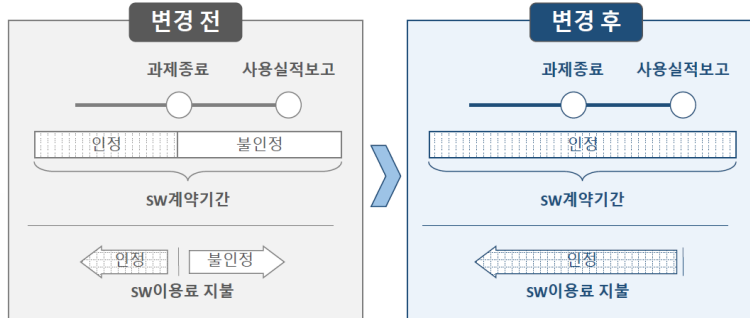 변경 전
과제종료
사용실적보고
인정
불인정
SW계약기간
인정
불인정
SW이용료 지불
변경 후
과제종료
사용실적보고
인정
SW계약기간
인정
SW이용료 지불